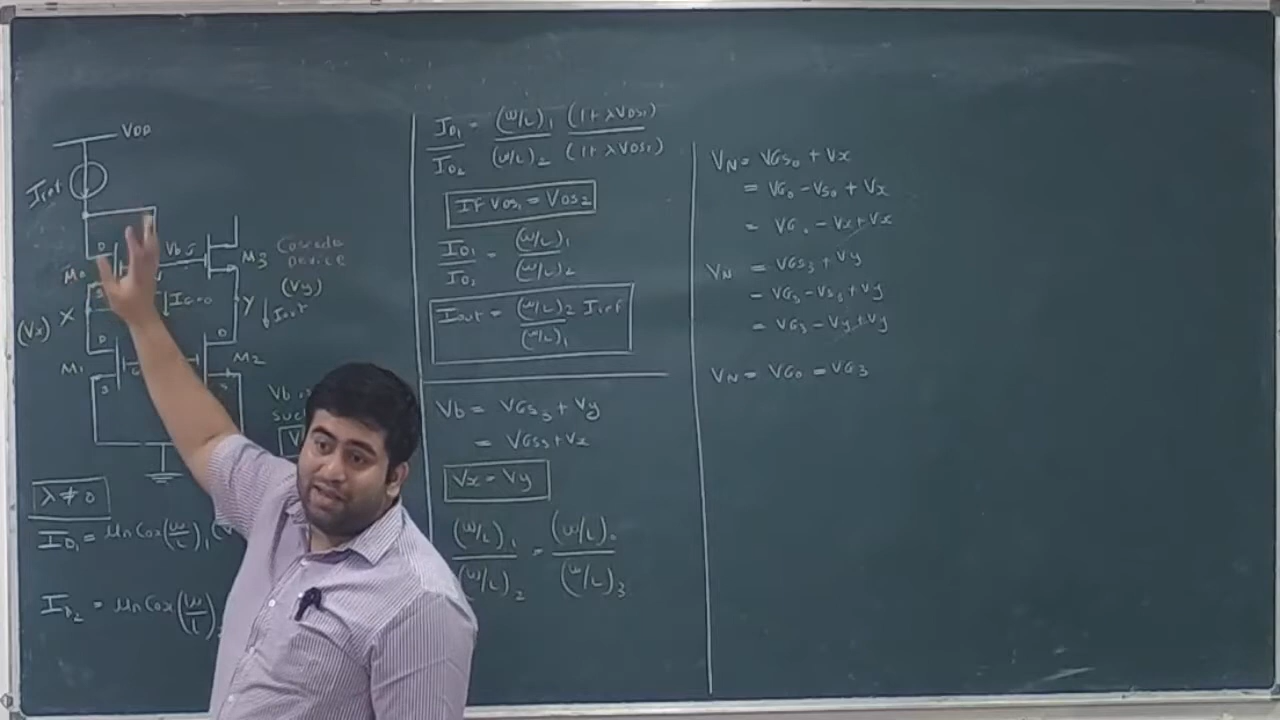 VDD
Iref
D
Vb
M3 Cascade
Device
M0
S
(Vy)
X
IG=0
Y
Iout
(Vx)
D
D
M1
M2
S
S
Vb
λ ≠ 0
ID1 = μnCox(W/L)1
ID2 = μnCox(W/L)
ID1/ID2 = (W/L)1/(W/L)2 (1+λVDS1)/(1+λVDS2)
If VDS1 = VDS2
ID1/ID2 = (W/L)1/(W/L)2
Iout = (W/L)2/(W/L)1 Iref
Vb = VGS3 + Vy
= VGS3 + Vx
Vx = Vy
(W/L)1/(W/L)2 = (W/L)0/(W/L)3
VN = VGS0 + Vx
= VG0 - VS0 + Vx
= VG0 - Vx + Vx
VN = VGS3 + Vy
= VG3 - VS3 + Vy
= VG3 - Vy + Vy
VN = VG0 = VG3